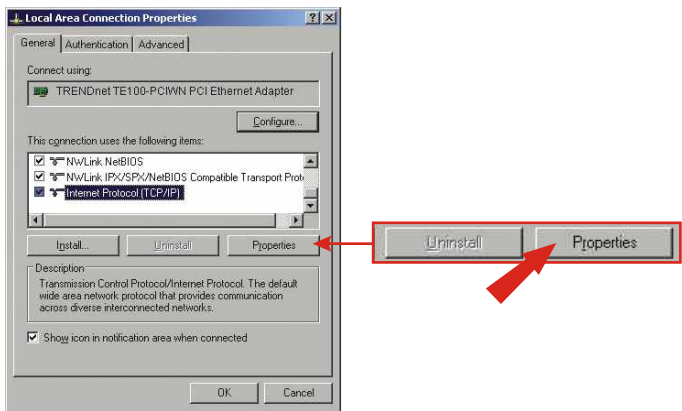 Local Area Connection Properties
General Authentication Advanced
Connect using:
TRENDnet TE100-PCIWN PCI Ethernet Adapter
Configure...
This connection uses the following items:
NWLink NetBIOS
NWLink IPX/SPX/NetBIOS Compatible Transport Proto
Internet Protocol (TCP/IP)
Install... Uninstall Properties
Uninstall Properties
Description
Transmission Control Protocol/Internet Protocol. The default
wide area network protocol that provides communication
across diverse interconnected networks.
Show icon in notification area when connected
OK Cancel